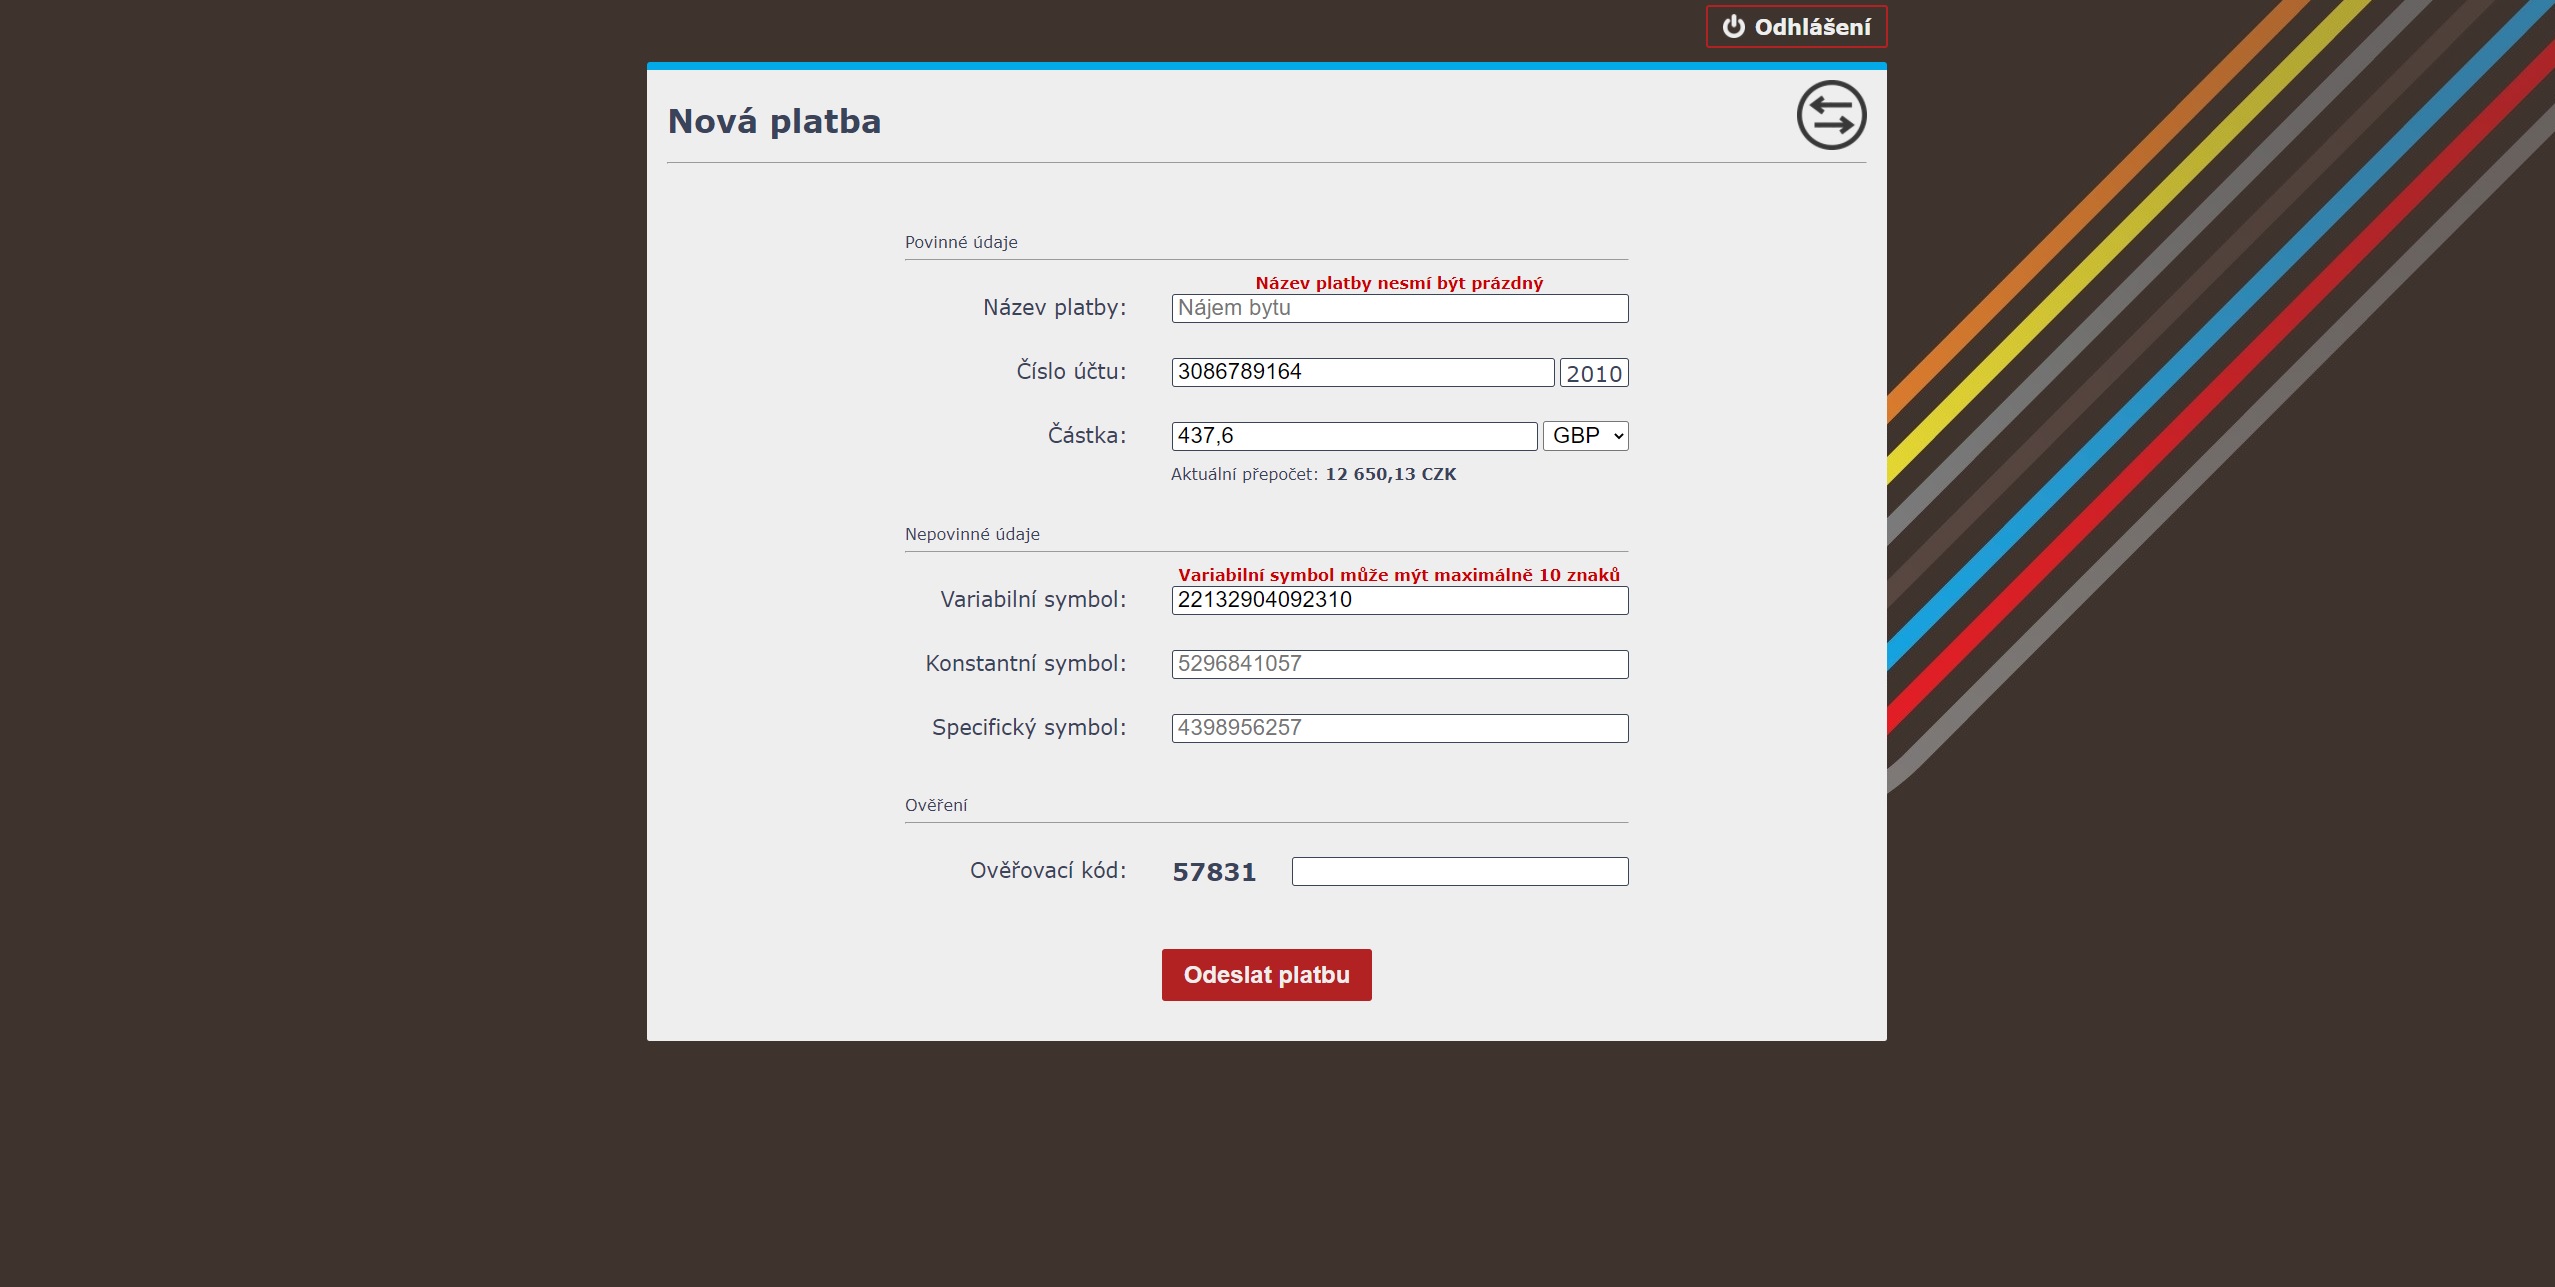 Odhlášení
Nová platba
Povinné údaje
Název platby nesmí být prázdný
Název platby: Nájem bytu
Číslo účtu: 3086789164 2010
Částka: 437,6 GBP
Aktuální přepočet: 12 650,13 CZK
Nepovinné údaje
Variabilní symbol může mýt maximálně 10 znaků
Variabilní symbol: 22132904092310
Konstantní symbol: 5296841057
Specifický symbol: 4398956257
Ověření
Ověřovací kód: 57831
Odeslat platbu